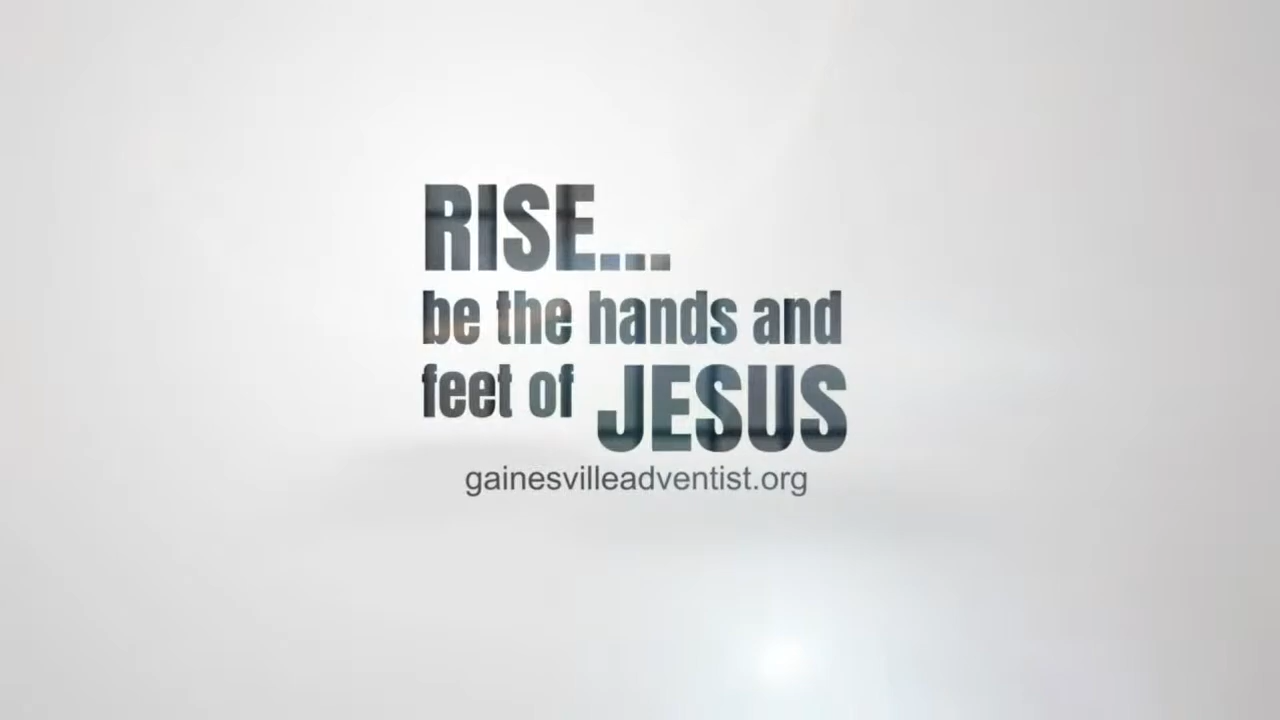 RISE...
be the hands and
feet of JESUS
gainesvilleadventist.org